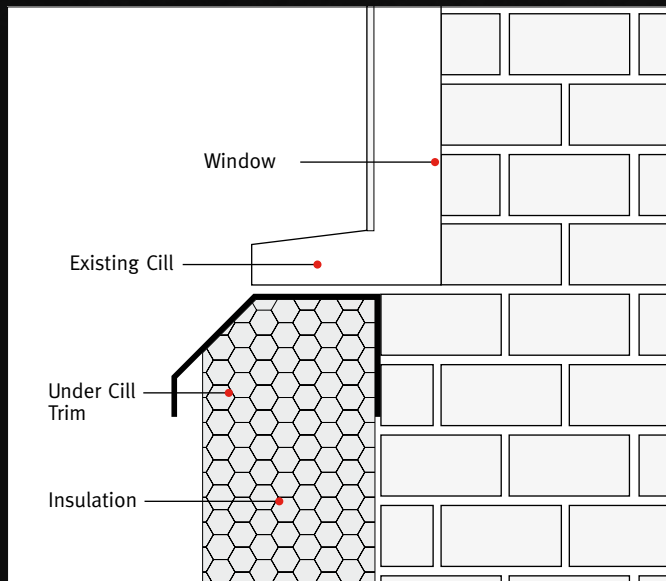 Window
Existing Cill
Under Cill
Trim
Insulation